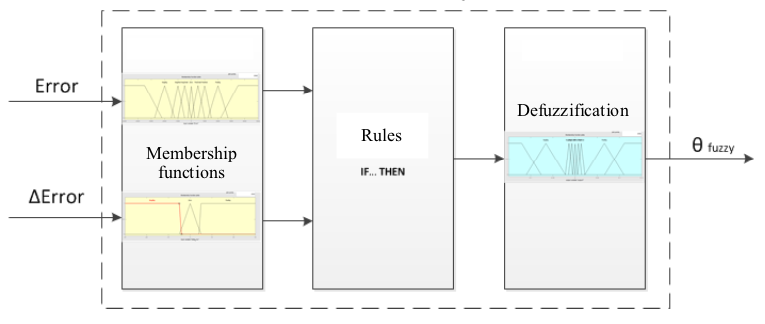 Error
ΔError
Membership
functions
Rules
IF... THEN
Defuzzification
θ fuzzy